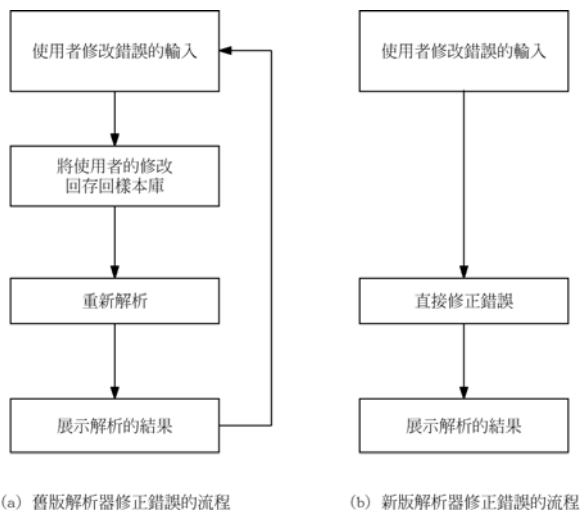 使用者修改錯誤的輸入
將使用者的修改
回存回樣本庫
重新解析
展示解析的結果
(a) 舊版解析器修正錯誤的流程
使用者修改錯誤的輸入
直接修正錯誤
展示解析的結果
(b) 新版解析器修正錯誤的流程